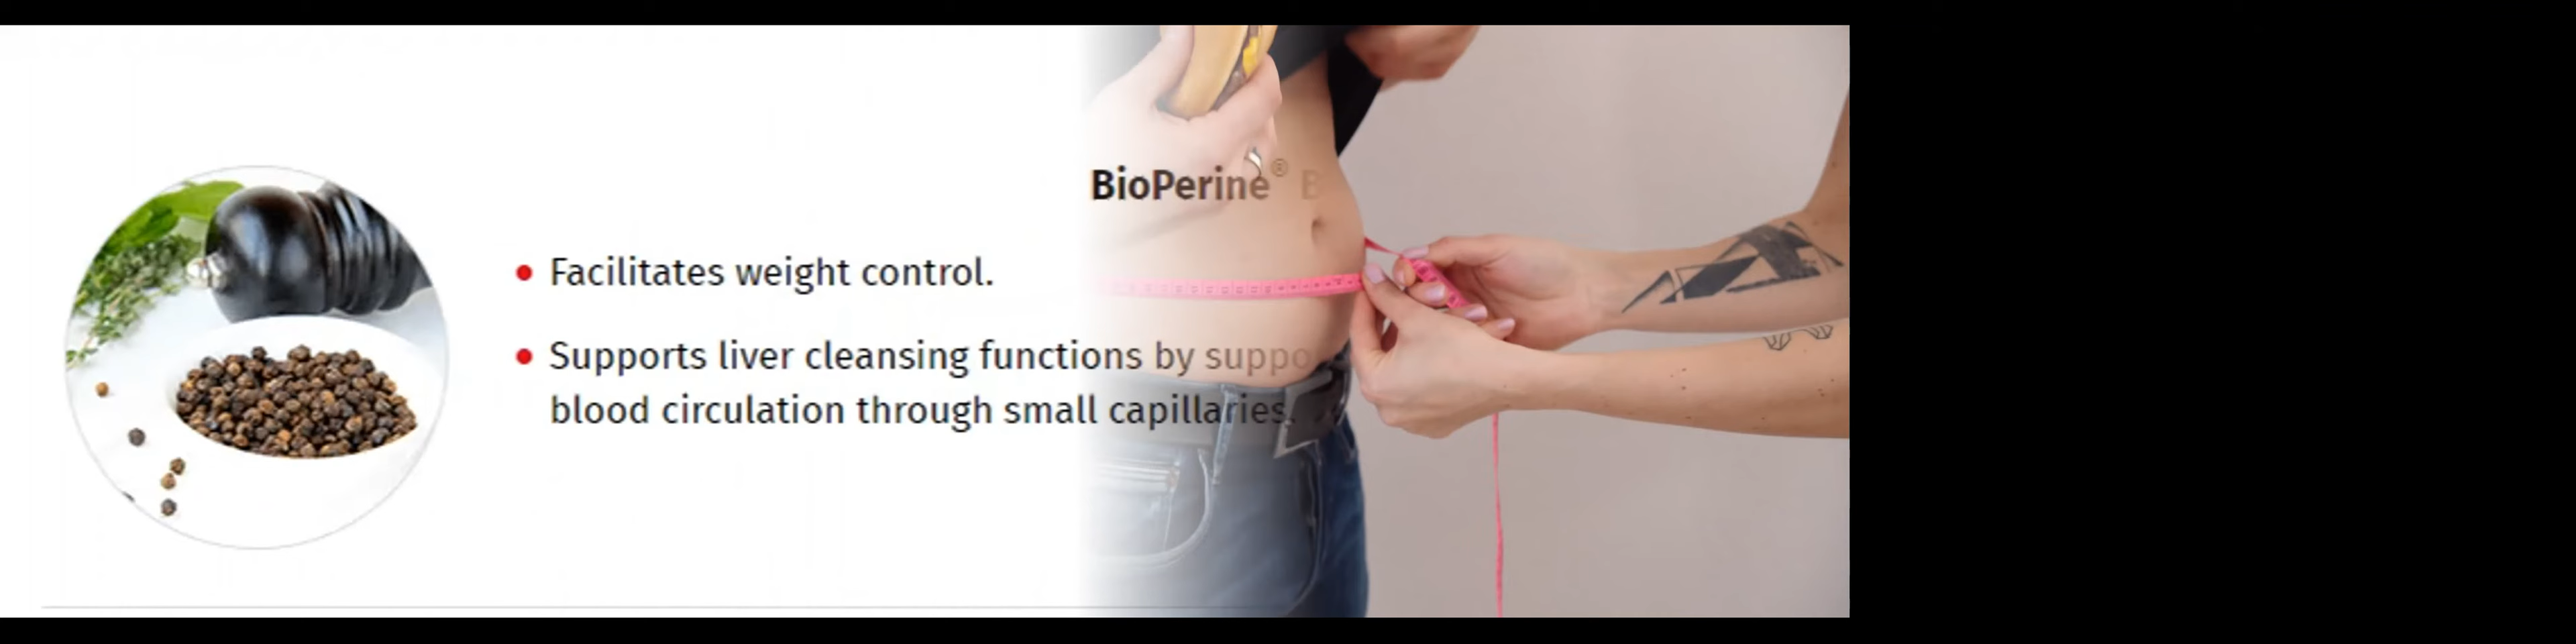 BioPerine®
Facilitates weight control.
Supports liver cleansing functions by
blood circulation through small capillaries.